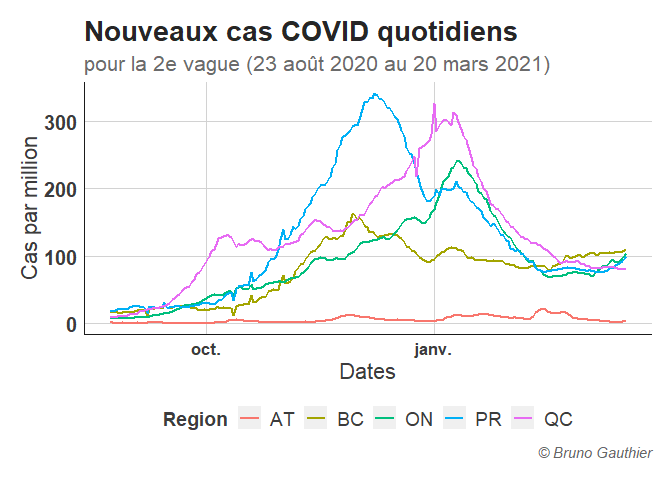 Nouveaux cas COVID quotidiens
pour la 2e vague (23 août 2020 au 20 mars 2021)
Cas par million
300
200
100
0
oct. janv.
Dates
Region AT BC ON PR QC
© Bruno Gauthier